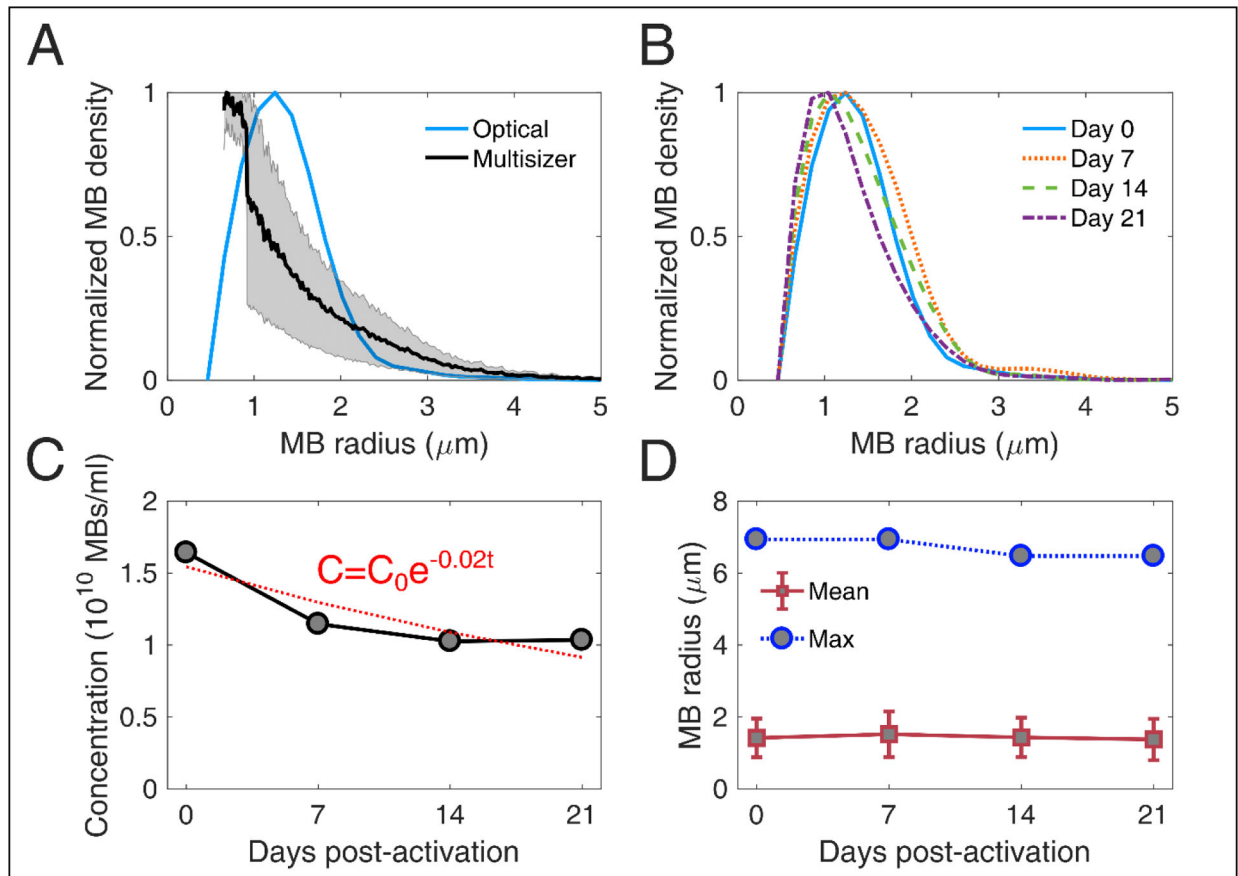 A
Normalized MB density
1
0.5
0
Optical
Multisizer
0 1 2 3 4 5
MB radius (μm)
B
Normalized MB density
1
0.5
0
Day 0
Day 7
Day 14
Day 21
0 1 2 3 4 5
MB radius (μm)
C
Concentration (10¹⁰ MBs/ml)
2
1.5
1
0.5
0
C=C₀e⁻⁰·⁰²ᵗ
0 7 14 21
Days post-activation
D
MB radius (μm)
8
6
4
2
0
Mean
Max
0 7 14 21
Days post-activation